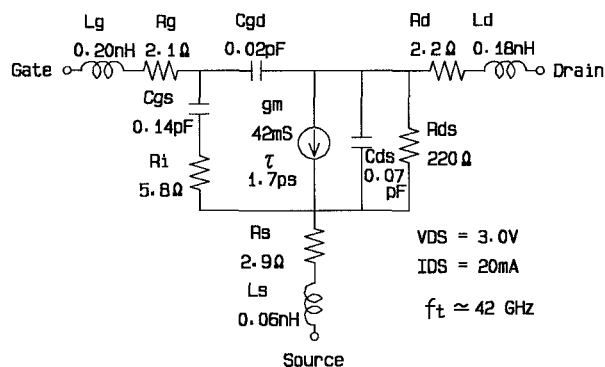 Lg
0.20nH
Rg
2.1Ω
Cgd
0.02pF
Rd
2.2Ω
Ld
0.18nH
Gate
Drain
Cgs
0.14pF
gm
42mS
τ
1.7ps
Cds
0.07
pF
Rds
220Ω
Ri
5.8Ω
Rs
2.9Ω
VDS = 3.0V
IDS = 20mA
Ls
0.06nH
ft ≃ 42 GHz
Source